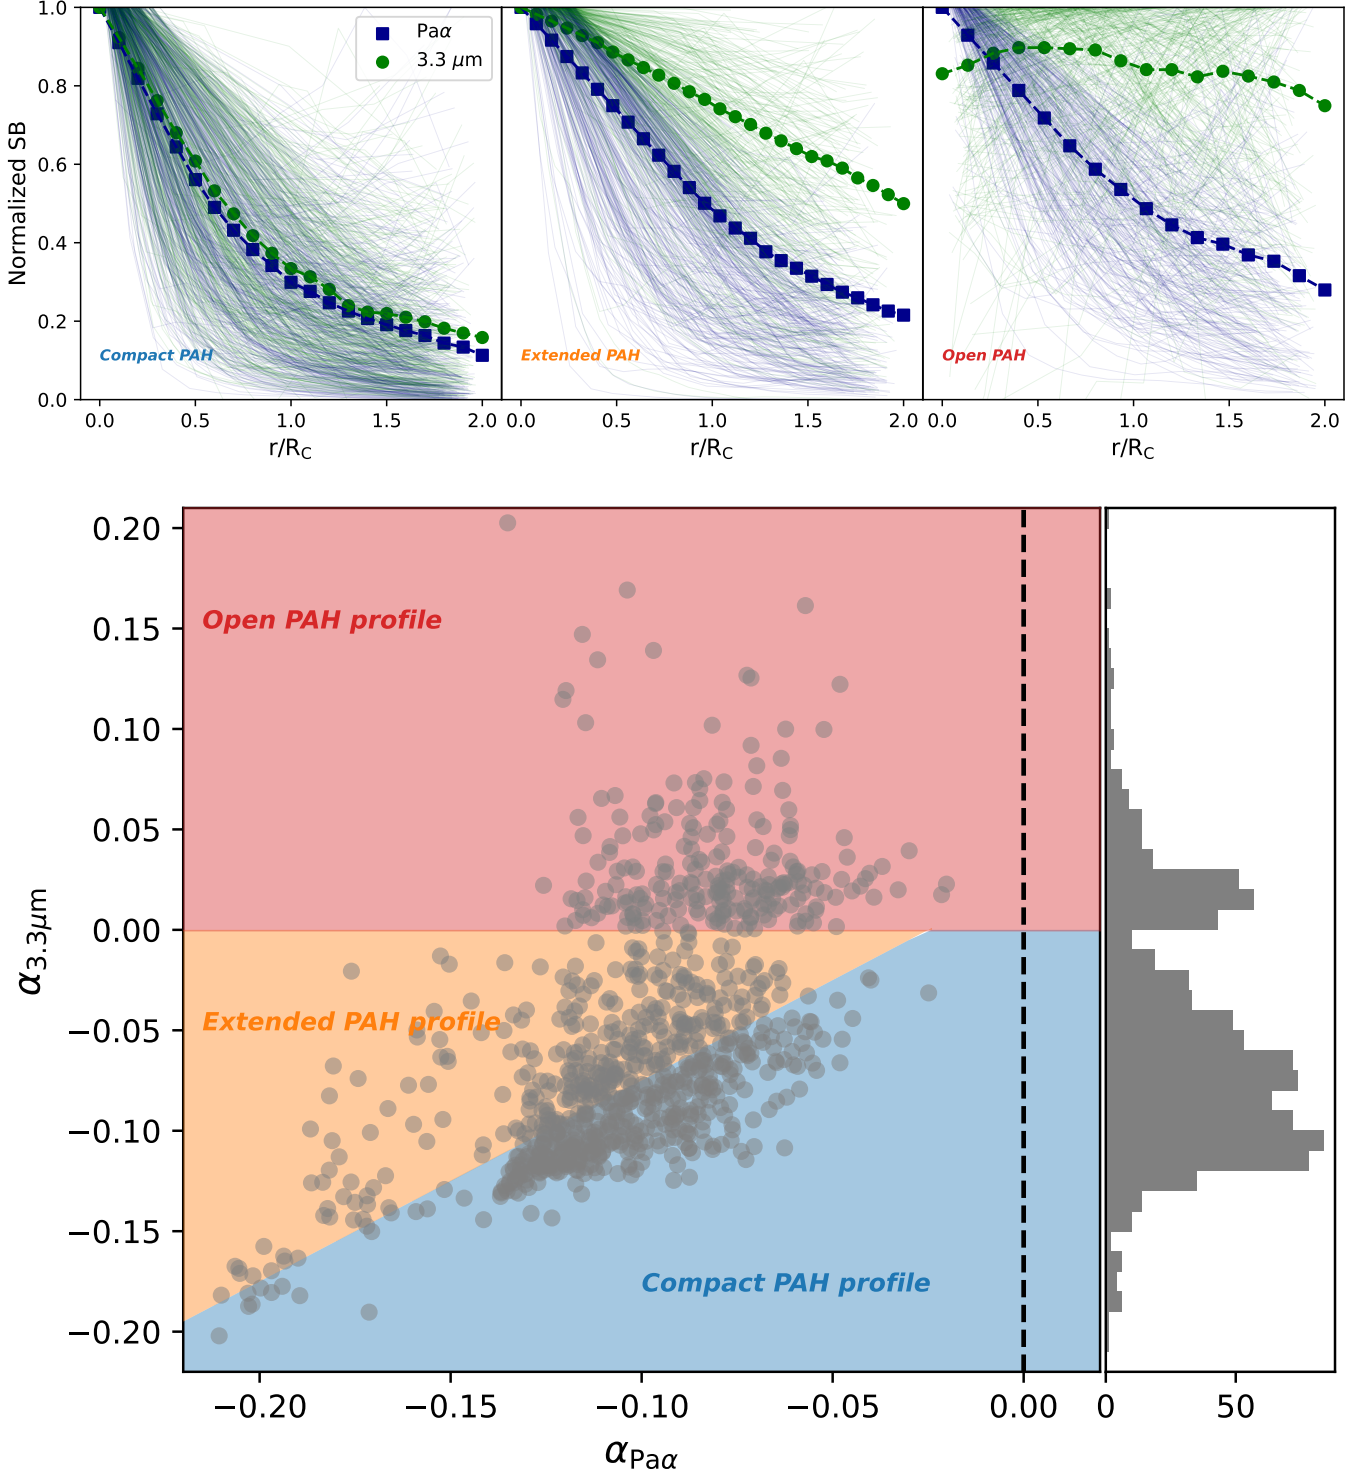 1.0
0.8
0.6
0.4
0.2
0.0
Normalized SB
Paα
3.3 μm
Compact PAH
Extended PAH
Open PAH
0.0 0.5 1.0 1.5 2.0
0.0 0.5 1.0 1.5 2.0
0.0 0.5 1.0 1.5 2.0
r/R_C
r/R_C
r/R_C
0.20
0.15
0.10
0.05
0.00
−0.05
−0.10
−0.15
−0.20
α_3.3μm
Open PAH profile
Extended PAH profile
Compact PAH profile
−0.20 −0.15 −0.10 −0.05 0.00
0 50
α_Paα